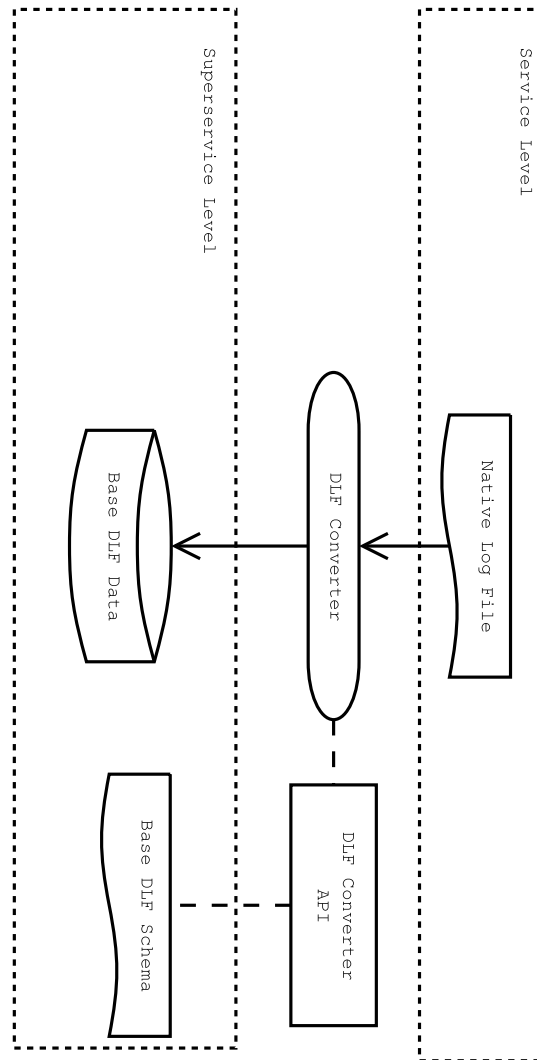 Service Level
Native Log File
DLF Converter
DLF Converter
API
Superservice Level
Base DLF Data
Base DLF Schema